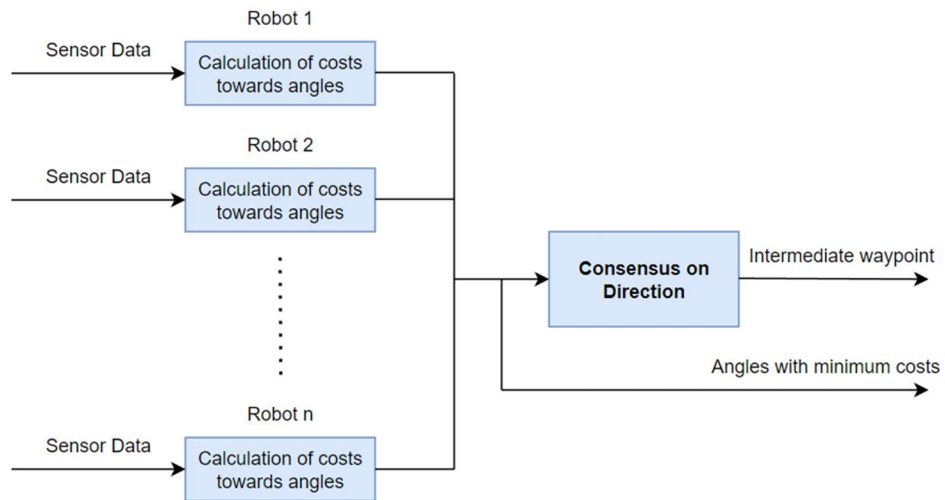 Robot 1
Sensor Data
Calculation of costs
towards angles
Robot 2
Sensor Data
Calculation of costs
towards angles
Consensus on
Direction
Intermediate waypoint
Angles with minimum costs
Robot n
Sensor Data
Calculation of costs
towards angles